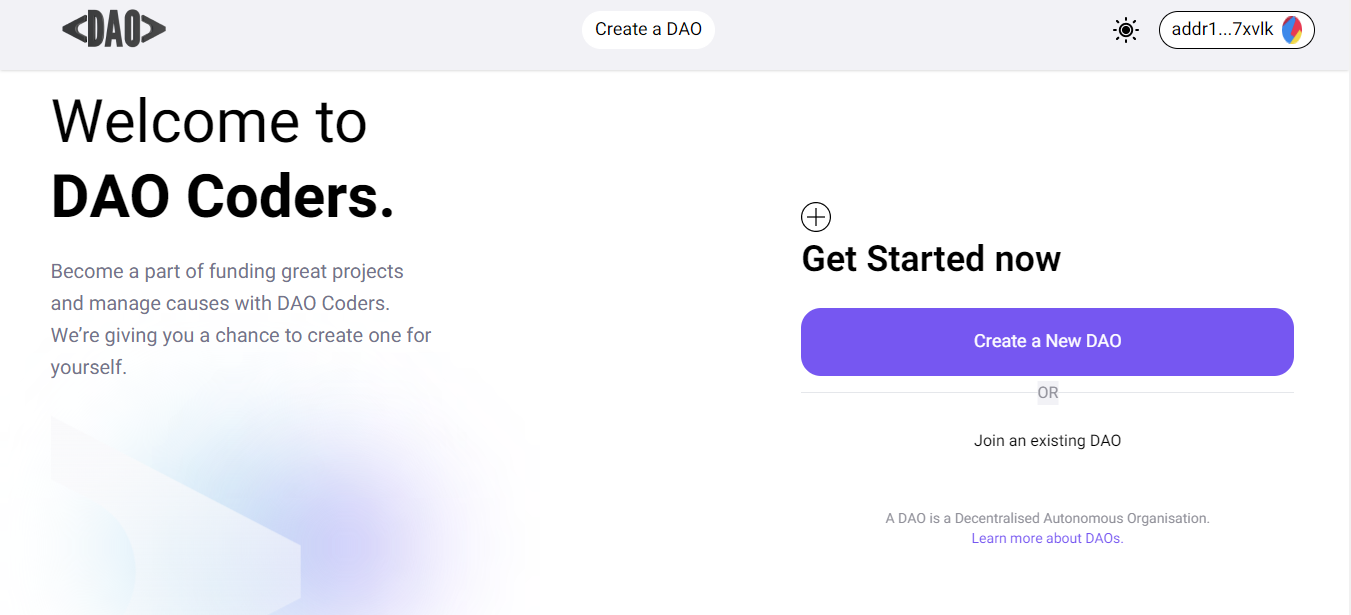 <DAO>
Create a DAO
addr1...7xvlk
Welcome to
DAO Coders.
Become a part of funding great projects
and manage causes with DAO Coders.
We’re giving you a chance to create one for
yourself.
Get Started now
Create a New DAO
OR
Join an existing DAO
A DAO is a Decentralised Autonomous Organisation.
Learn more about DAOs.